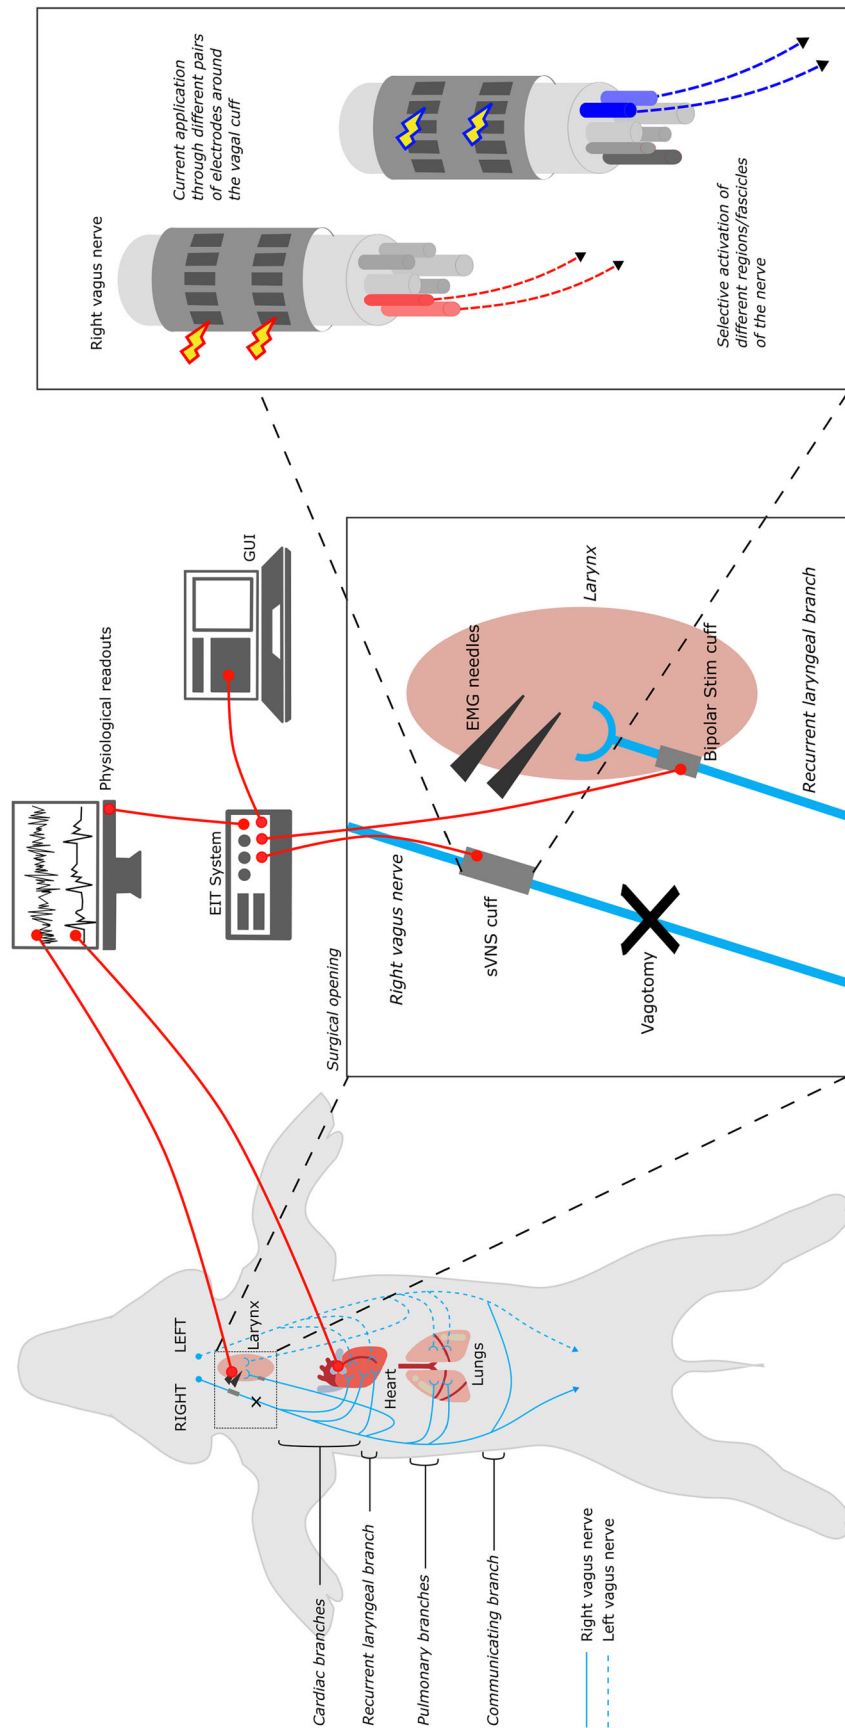 Physiological readouts
EIT System
GUI
RIGHT
LEFT
Larynx
Heart
Lungs
Cardiac branches
Recurrent laryngeal branch
Pulmonary branches
Communicating branch
Right vagus nerve
Left vagus nerve
Surgical opening
Right vagus nerve
sVNS cuff
Vagotomy
EMG needles
Larynx
Bipolar Stim cuff
Recurrent laryngeal branch
Right vagus nerve
Current application
through different pairs
of electrodes around
the vagal cuff
Selective activation of
different regions/fascicles
of the nerve